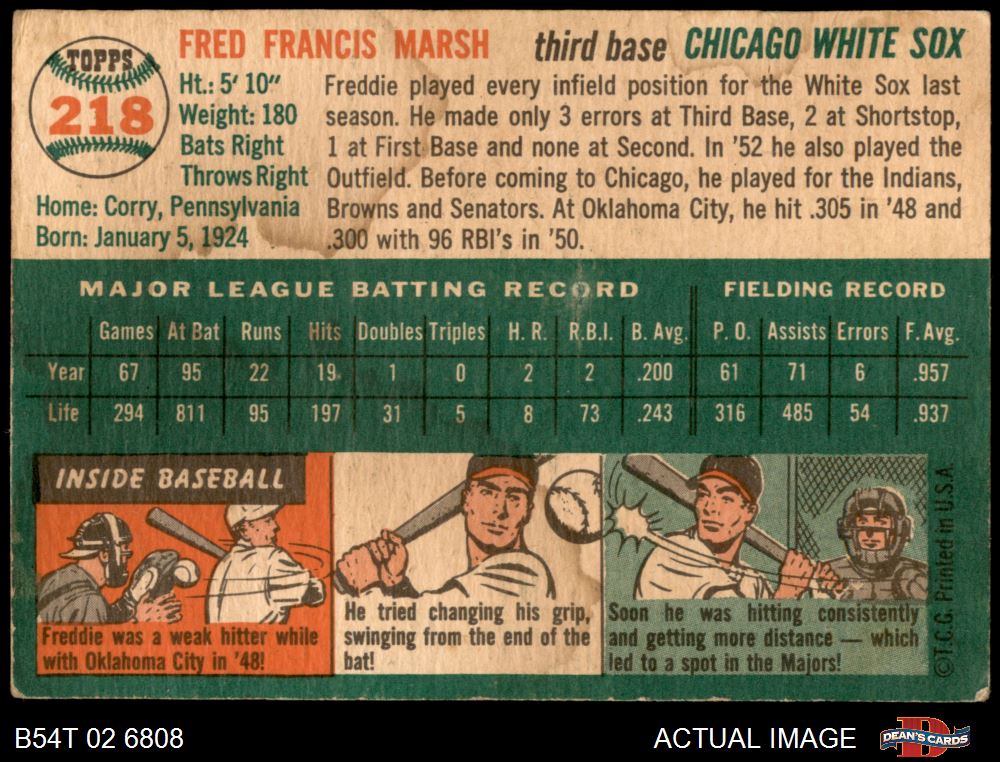 TOPPS
218
FRED FRANCIS MARSH third base CHICAGO WHITE SOX
Ht.: 5' 10"
Weight: 180
Bats Right
Throws Right
Home: Corry, Pennsylvania
Born: January 5, 1924
Freddie played every infield position for the White Sox last
season. He made only 3 errors at Third Base, 2 at Shortstop,
1 at First Base and none at Second. In '52 he also played the
Outfield. Before coming to Chicago, he played for the Indians,
Browns and Senators. At Oklahoma City, he hit .305 in '48 and
.300 with 96 RBI's in '50.
MAJOR LEAGUE BATTING RECORD FIELDING RECORD
Games At Bat Runs Hits Doubles Triples H. R. R.B.I. B. Avg. P. O. Assists Errors F. Avg.
Year 67 95 22 19 1 0 2 2 .200 61 71 6 .957
Life 294 811 95 197 31 5 8 73 .243 316 485 54 .937
INSIDE BASEBALL
Freddie was a weak hitter while
with Oklahoma City in '48!
He tried changing his grip,
swinging from the end of the
bat!
Soon he was hitting consistently
and getting more distance — which
led to a spot in the Majors!
©T.C.G. Printed in U.S.A.
B54T 02 6808
ACTUAL IMAGE
DEAN'S CARDS